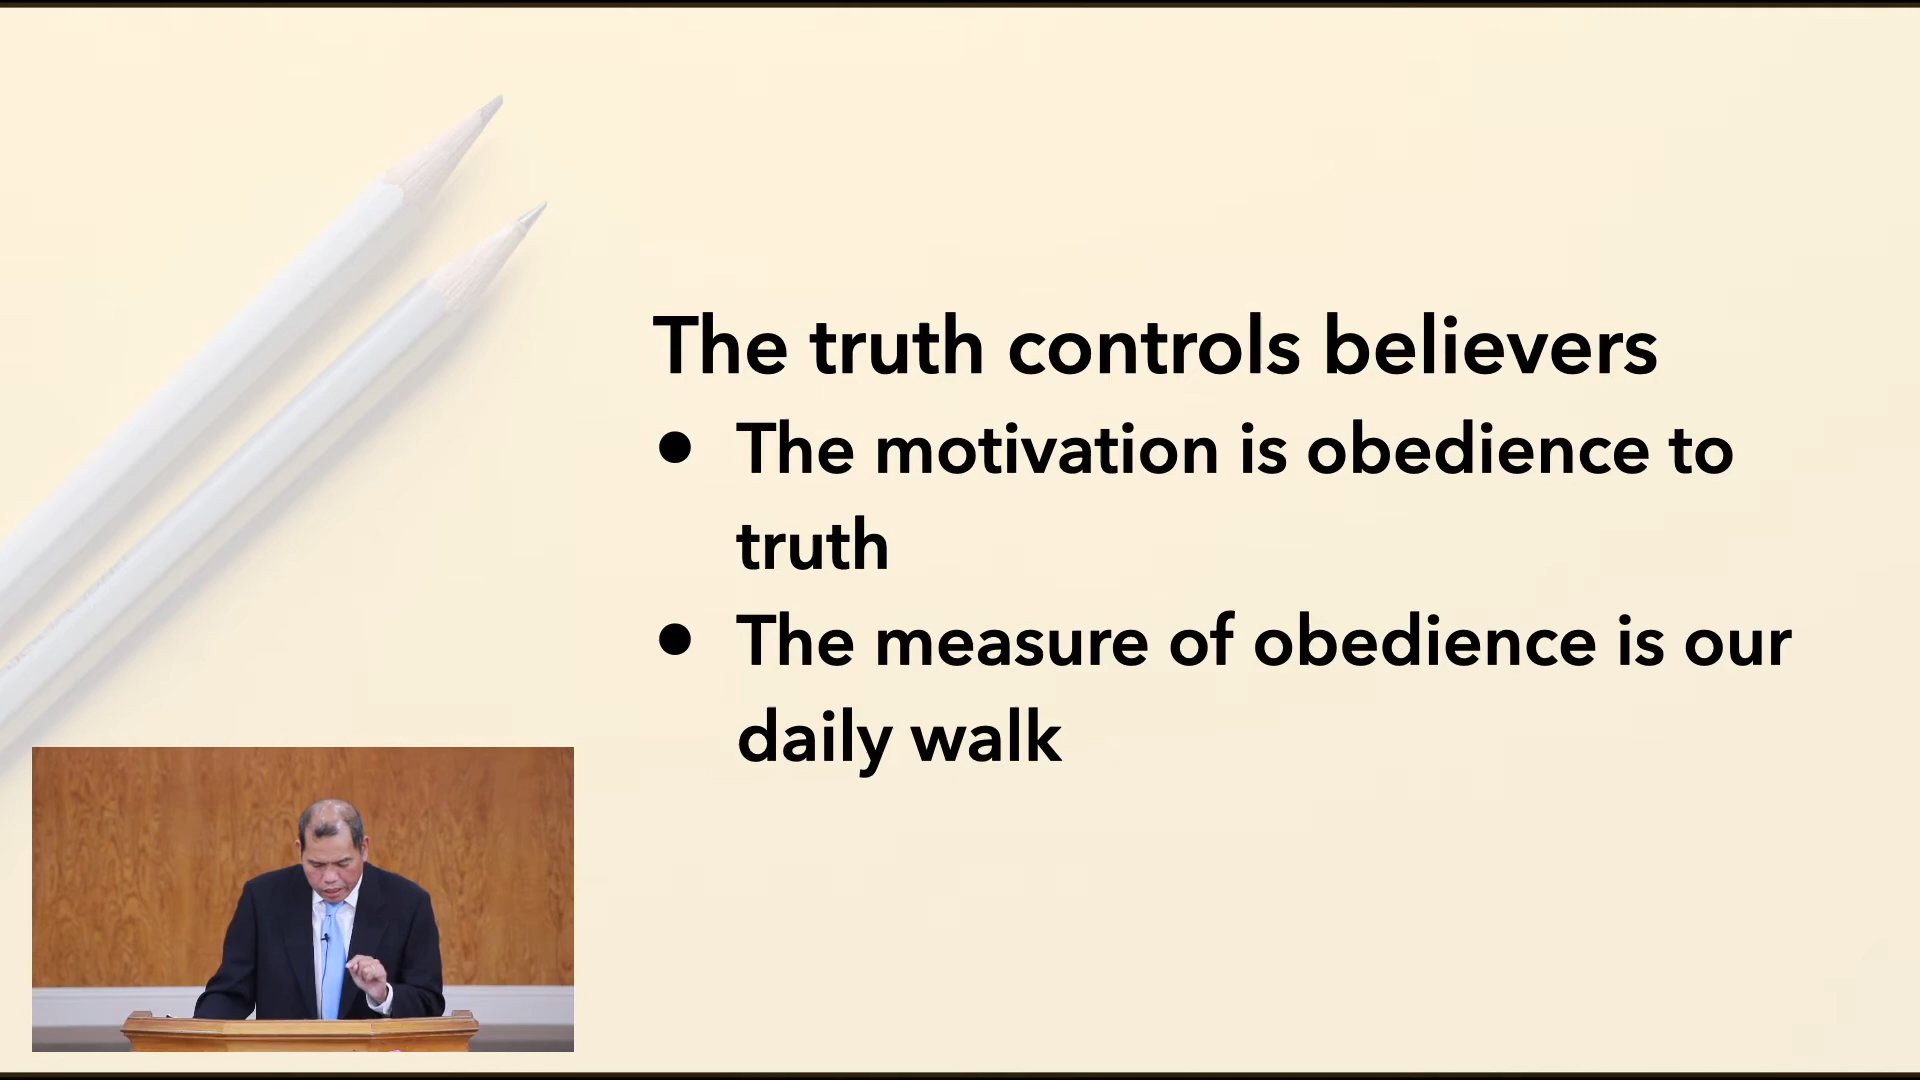 The truth controls believers
● The motivation is obedience to
truth
● The measure of obedience is our
daily walk